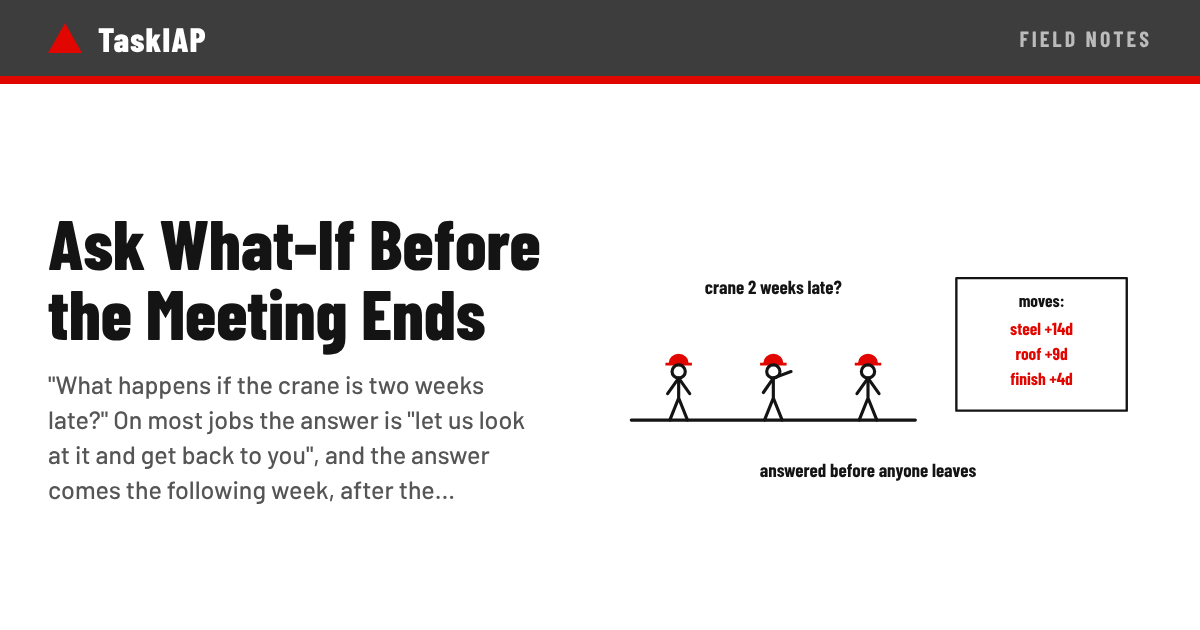 TaskIAP
FIELD NOTES
Ask What-If Before
the Meeting Ends
"What happens if the crane is two weeks
late?" On most jobs the answer is "let us look
at it and get back to you", and the answer
comes the following week, after the...
crane 2 weeks late?
moves:
steel +14d
roof +9d
finish +4d
answered before anyone leaves